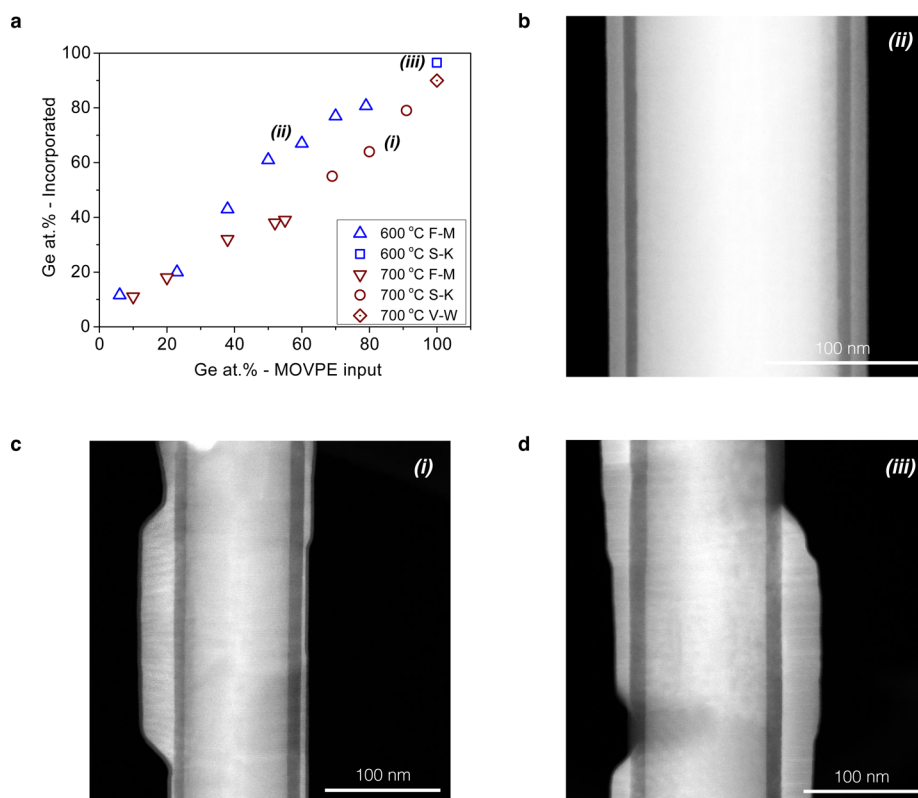 a
100
80
60
40
20
0
Ge at.% - Incorporated
0 20 40 60 80 100
Ge at.% - MOVPE input
(iii)
(ii)
(i)
600 °C F-M
600 °C S-K
700 °C F-M
700 °C S-K
700 °C V-W
b
(ii)
100 nm
c
(i)
100 nm
d
(iii)
100 nm